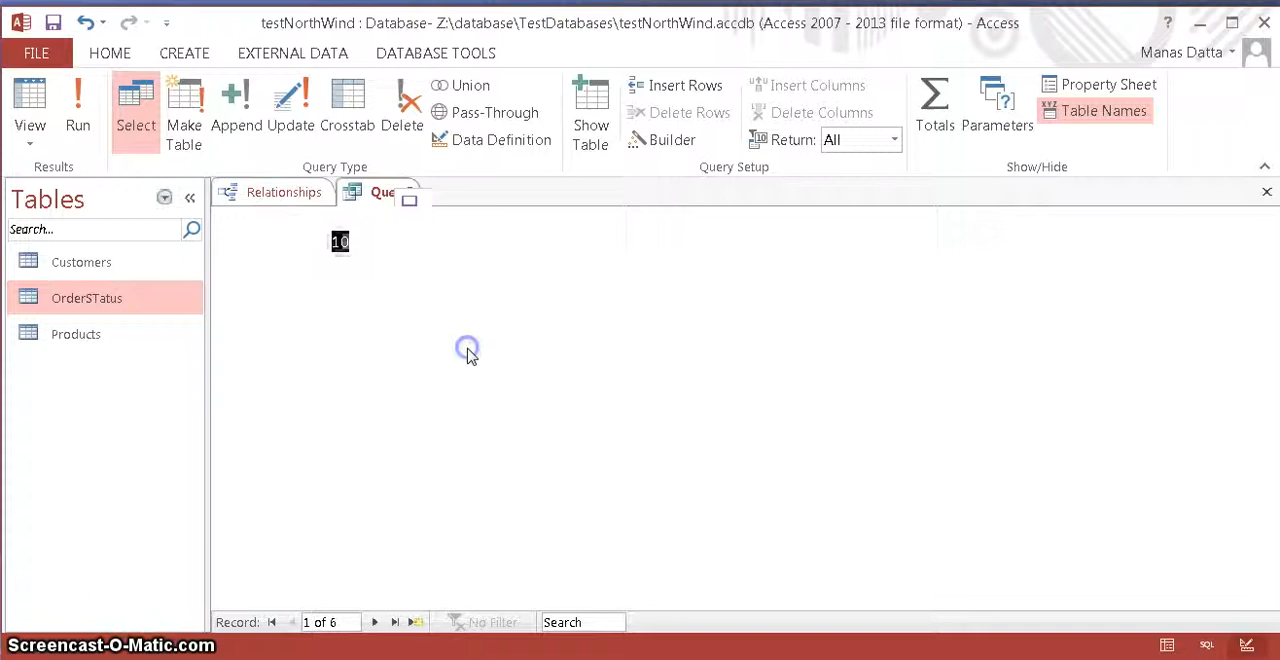 testNorthWind : Database- Z:\database\TestDatabases\testNorthWind.accdb (Access 2007 - 2013 file format) - Access
?
FILE
HOME
CREATE
EXTERNAL DATA
DATABASE TOOLS
Manas Datta
View
Run
Select
Make
Table
Append
Update
Crosstab
Delete
Union
Pass-Through
Data Definition
Show
Table
Insert Rows
Delete Rows
Builder
Insert Columns
Delete Columns
Return: All
Totals
Parameters
Property Sheet
Table Names
Results
Query Type
Query Setup
Show/Hide
Tables
Search...
Customers
OrderSTatus
Products
Relationships
Que
10
Record:
1 of 6
No Filter
Search
SQL
Screencast-O-Matic.com